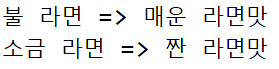 불 라면 => 매운 라면맛
소금 라면 => 짠 라면맛